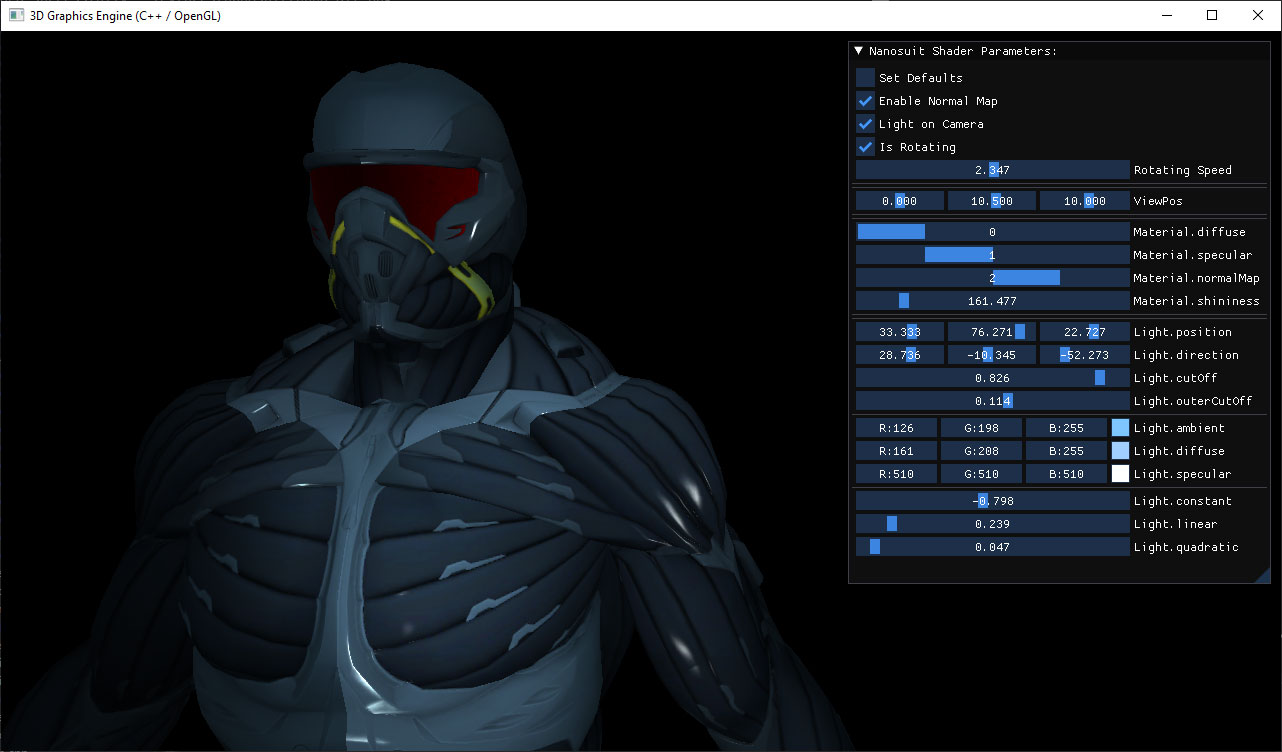 3D Graphics Engine (C++ / OpenGL)
Nanosuit Shader Parameters:
Set Defaults
Enable Normal Map
Light on Camera
Is Rotating
2.347 Rotating Speed
0.000 10.500 10.000 ViewPos
0 Material.diffuse
1 Material.specular
2 Material.normalMap
161.477 Material.shininess
33.333 76.271 22.727 Light.position
28.736 -10.345 -52.273 Light.direction
0.826 Light.cutOff
0.114 Light.outerCutOff
R:126 G:198 B:255 Light.ambient
R:161 G:208 B:255 Light.diffuse
R:510 G:510 B:510 Light.specular
-0.798 Light.constant
0.239 Light.linear
0.047 Light.quadratic